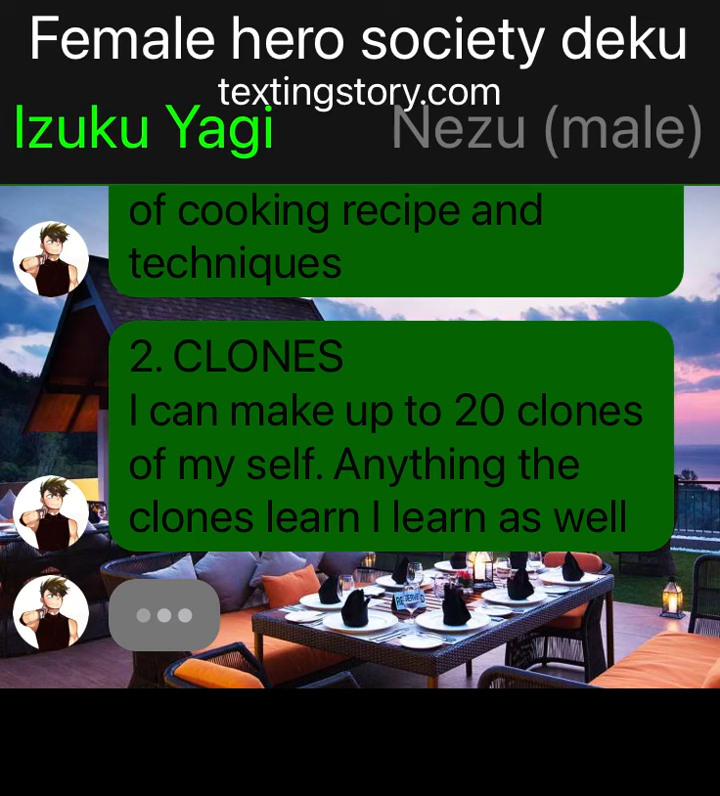 Female hero society deku
textingstory.com
Izuku Yagi Nezu (male)
of cooking recipe and
techniques
2. CLONES
I can make up to 20 clones
of my self. Anything the
clones learn I learn as well
RESERVED